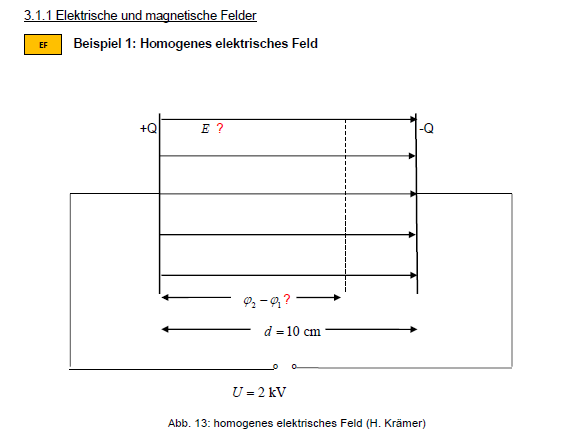 3.1.1 Elektrische und magnetische Felder
EF Beispiel 1: Homogenes elektrisches Feld
+Q E ? -Q
φ₂ − φ₁?
d = 10 cm
U = 2 kV
Abb. 13: homogenes elektrisches Feld (H. Krämer)